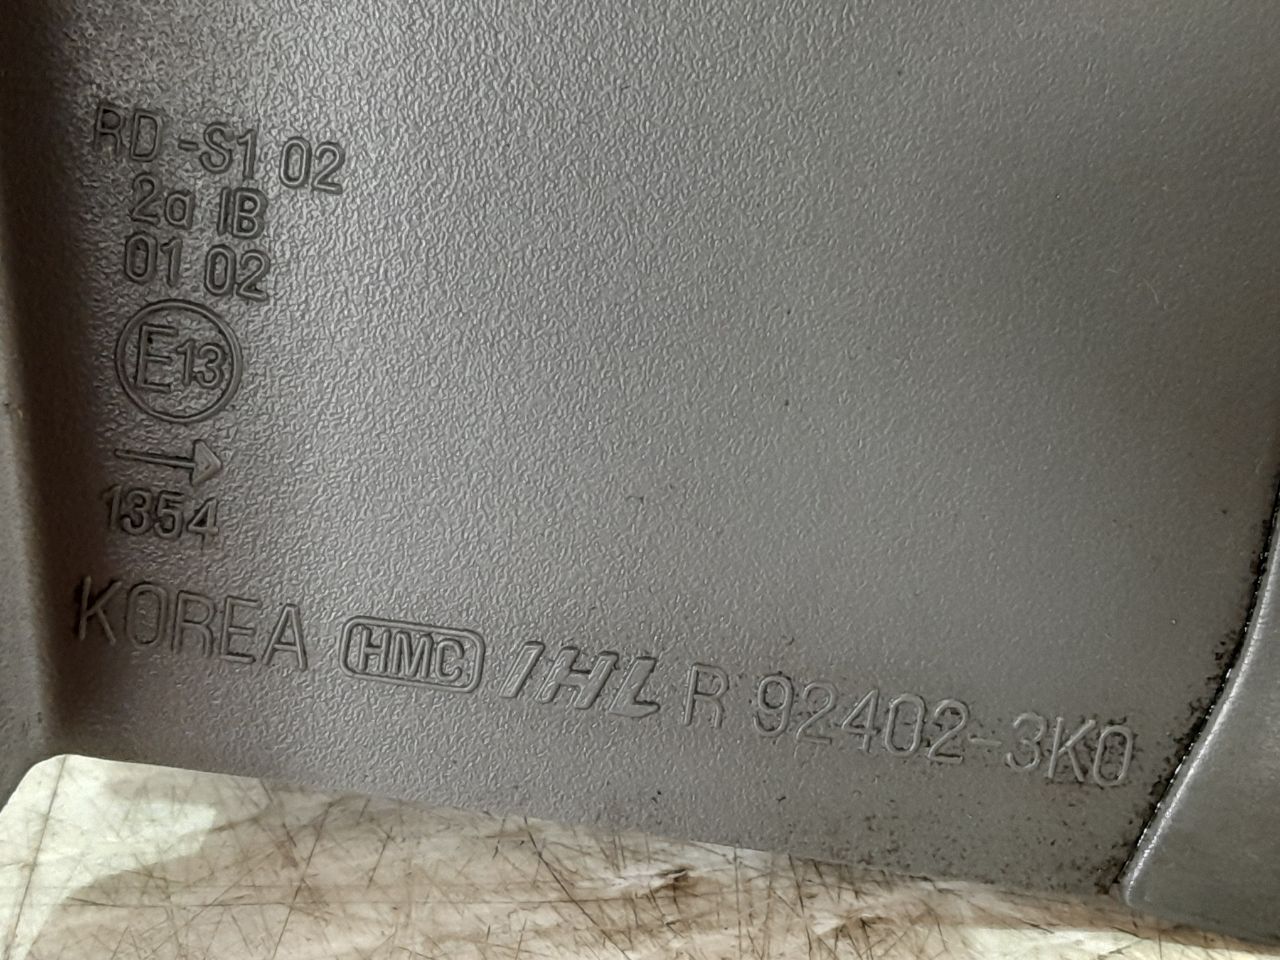 RD-S1 02
2a IB
01 02
E13
→
1354
KOREA HMC IHL R 92402-3K0